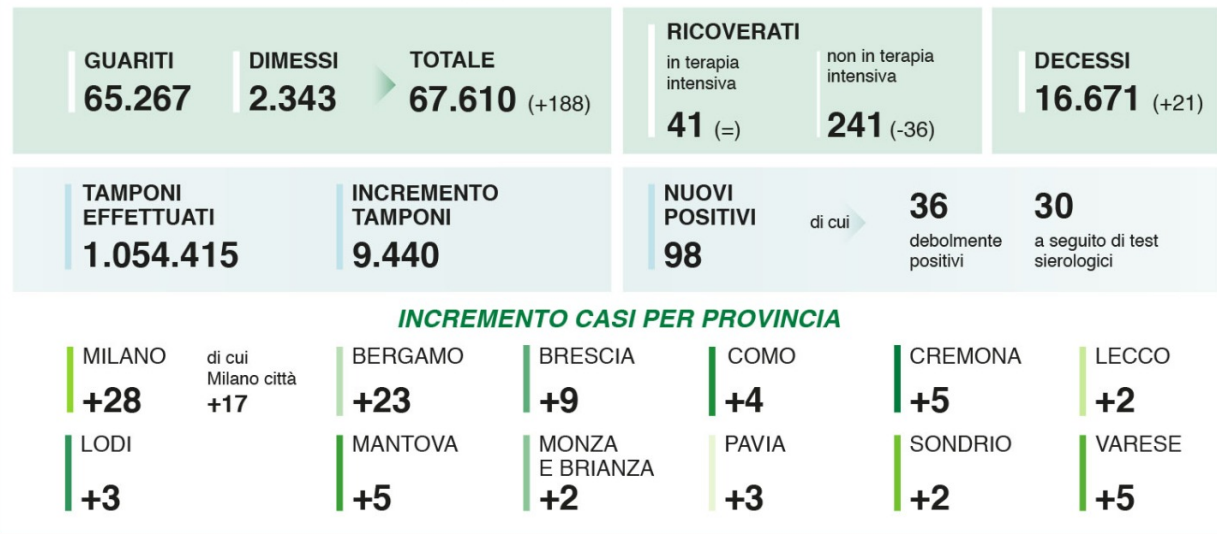 GUARITI
65.267
DIMESSI
2.343
TOTALE
67.610 (+188)
RICOVERATI
in terapia
intensiva
41 (=)
non in terapia
intensiva
241 (-36)
DECESSI
16.671 (+21)
TAMPONI
EFFETTUATI
1.054.415
INCREMENTO
TAMPONI
9.440
NUOVI
POSITIVI
98
di cui
36
debolmente
positivi
30
a seguito di test
sierologici
INCREMENTO CASI PER PROVINCIA
MILANO
+28
di cui
Milano città
+17
BERGAMO
+23
BRESCIA
+9
COMO
+4
CREMONA
+5
LECCO
+2
LODI
+3
MANTOVA
+5
MONZA
E BRIANZA
+2
PAVIA
+3
SONDRIO
+2
VARESE
+5